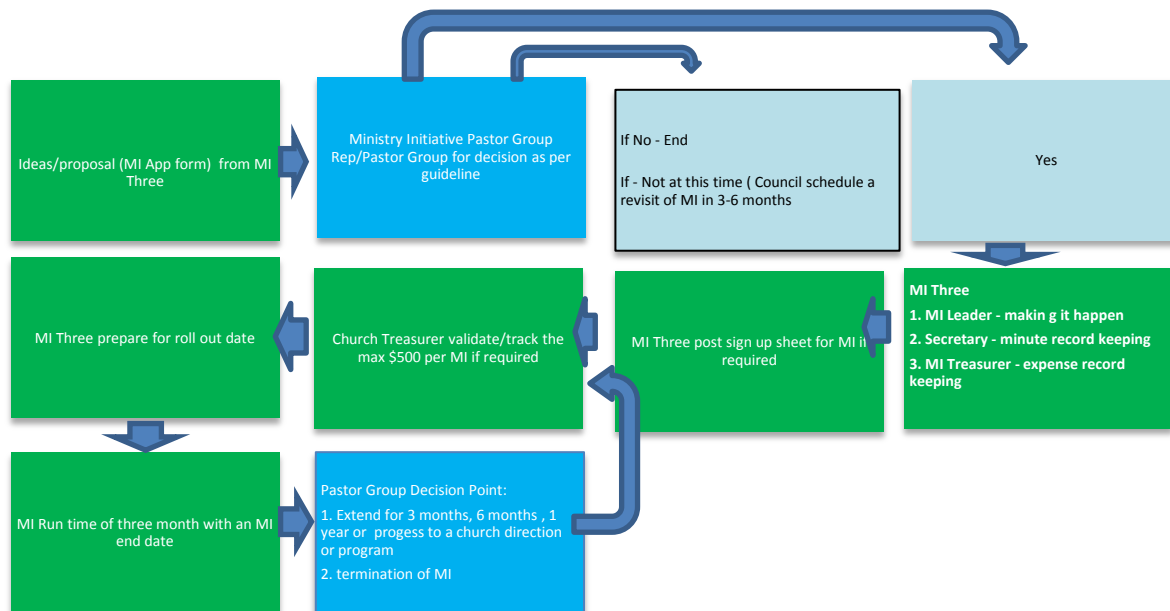 Ideas/proposal (MI App form)  from MI
Three
Ministry Initiative Pastor Group
Rep/Pastor Group for decision as per
guideline
If No - End
If - Not at this time ( Council schedule a
revisit of MI in 3-6 months
Yes
MI Three
1. MI Leader - makin g it happen
2. Secretary - minute record keeping
3. MI Treasurer - expense record
keeping
MI Three post sign up sheet for MI if
required
Church Treasurer validate/track the
max $500 per MI if required
MI Three prepare for roll out date
MI Run time of three month with an MI
end date
Pastor Group Decision Point:
1. Extend for 3 months, 6 months , 1
year or  progess to a church direction
or program
2. termination of MI